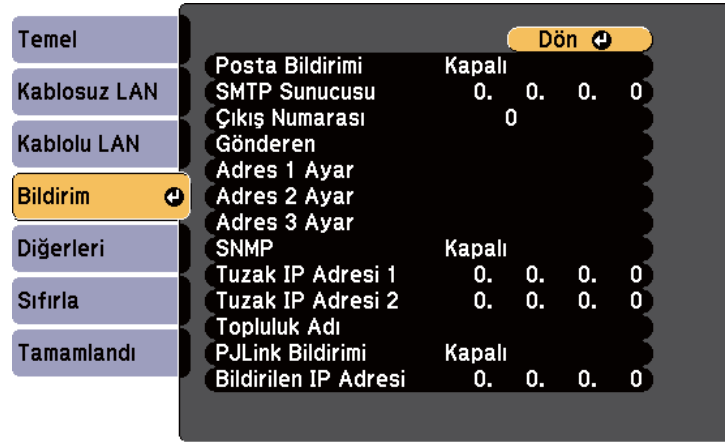 Temel
Kablosuz LAN
Kablolu LAN
Bildirim
Diğerleri
Sıfırla
Tamamlandı
Dön
Posta Bildirimi Kapalı
SMTP Sunucusu 0. 0. 0. 0
Çıkış Numarası 0
Gönderen
Adres 1 Ayar
Adres 2 Ayar
Adres 3 Ayar
SNMP Kapalı
Tuzak IP Adresi 1 0. 0. 0. 0
Tuzak IP Adresi 2 0. 0. 0. 0
Topluluk Adı
PJLink Bildirimi Kapalı
Bildirilen IP Adresi 0. 0. 0. 0